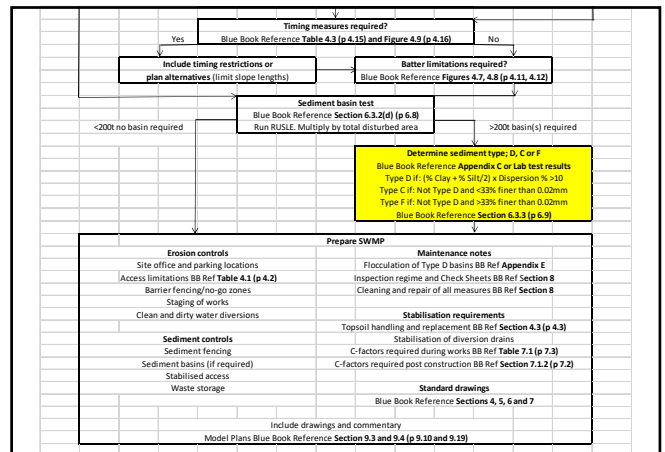 Timing measures required?
Blue Book Reference Table 4.3 (p 4.15) and Figure 4.9 (p 4.16)
Yes
No
Include timing restrictions or
plan alternatives (limit slope lengths)
Batter limitations required?
Blue Book Reference Figures 4.7, 4.8 (p 4.11, 4.12)
Sediment basin test
Blue Book Reference Section 6.3.2(d) (p 6.8)
Run RUSLE. Multiply by total disturbed area
<200t no basin required
>200t basin(s) required
Determine sediment type; D, C or F
Blue Book Reference Appendix C or Lab test results
Type D if: (% Clay + % Silt/2) x Dispersion % >10
Type C if: Not Type D and <33% finer than 0.02mm
Type F if: Not Type D and >33% finer than 0.02mm
Blue Book Reference Section 6.3.3 (p 6.9)
Prepare SWMP
Erosion controls
Site office and parking locations
Access limitations BB Ref Table 4.1 (p 4.2)
Barrier fencing/no-go zones
Staging of works
Clean and dirty water diversions
Sediment controls
Sediment fencing
Sediment basins (if required)
Stabilised access
Waste storage
Maintenance notes
Flocculation of Type D basins BB Ref Appendix E
Inspection regime and Check Sheets BB Ref Section 8
Cleaning and repair of all measures BB Ref Section 8
Stabilisation requirements
Topsoil handling and replacement BB Ref Section 4.3 (p 4.3)
Stabilisation of diversion drains
C-factors required during works BB Ref Table 7.1 (p 7.3)
C-factors required post construction BB Ref Section 7.1.2 (p 7.2)
Standard drawings
Blue Book Reference Sections 4, 5, 6 and 7
Include drawings and commentary
Model Plans Blue Book Reference Section 9.3 and 9.4 (p 9.10 and 9.19)